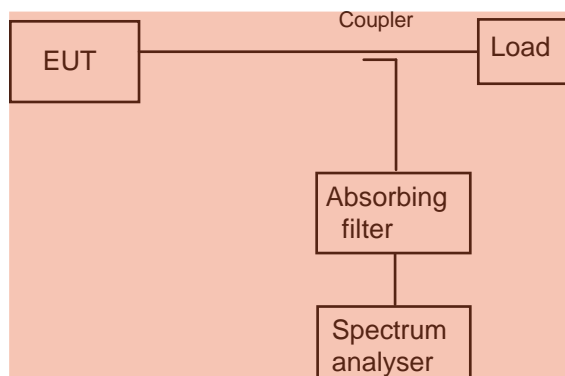 Coupler
EUT
Load
Absorbing
filter
Spectrum
analyser